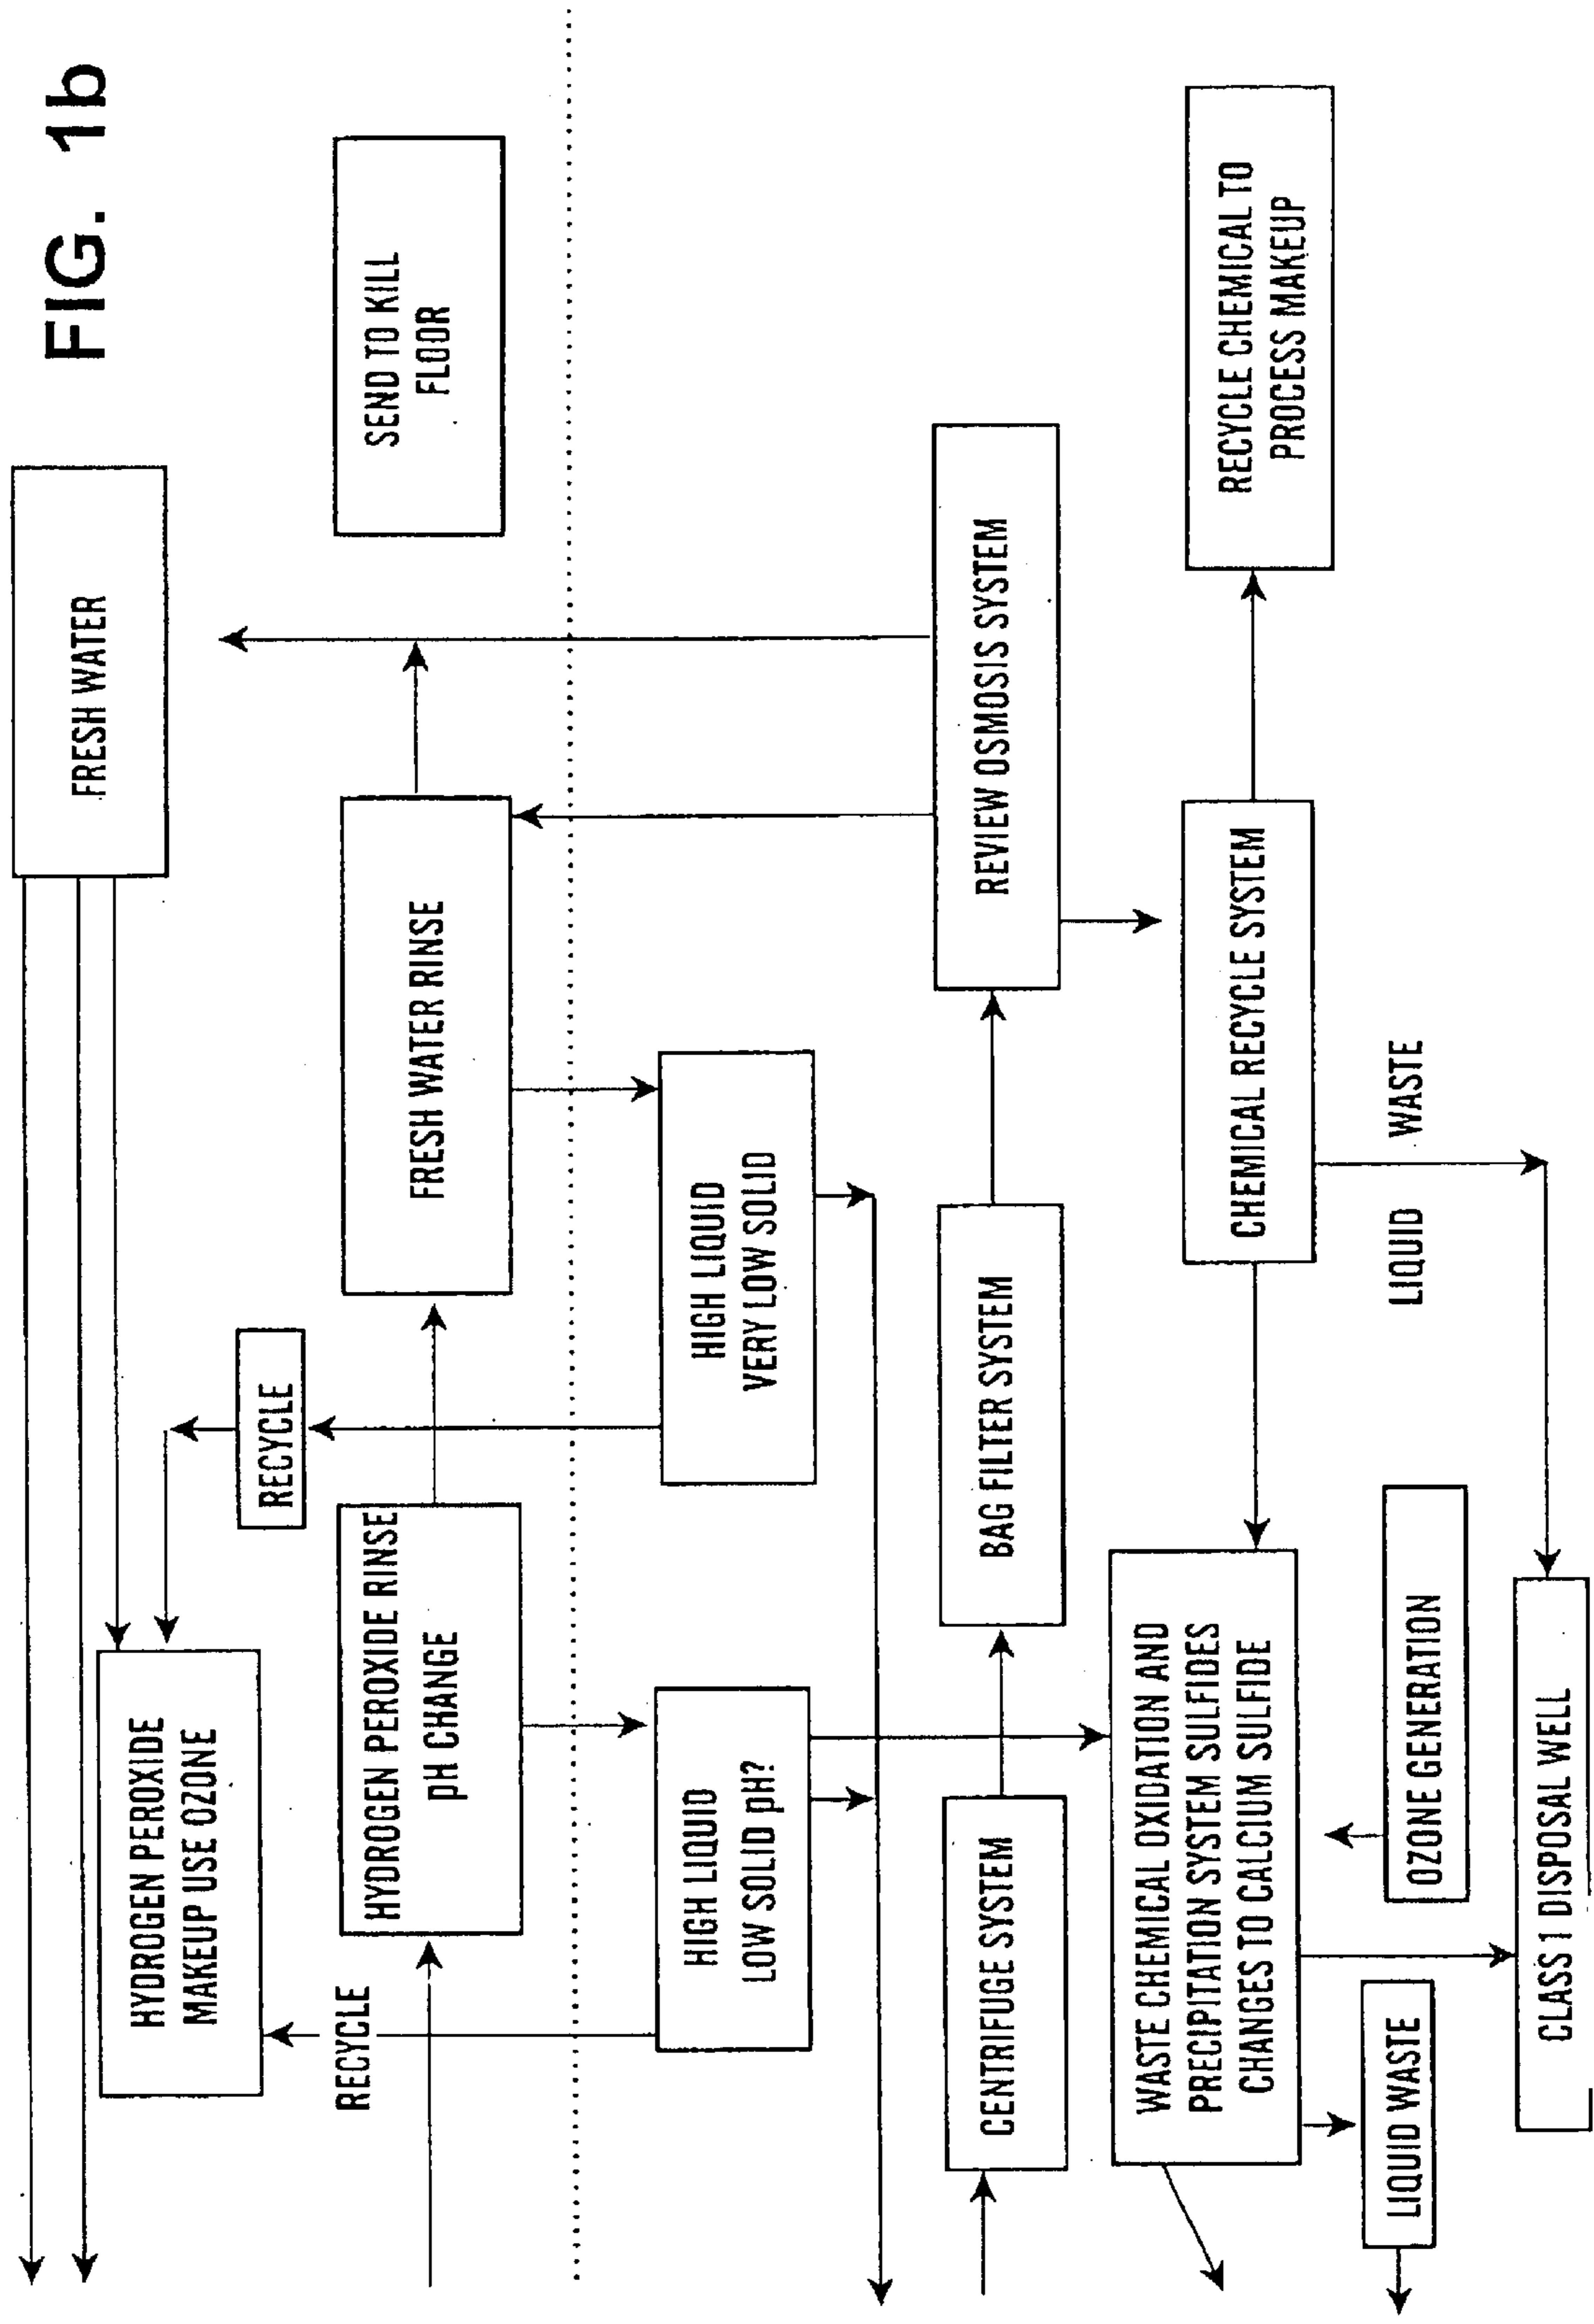 FIG. 1b
FRESH WATER
HYDROGEN PEROXIDE
MAKEUP USE OZONE
RECYCLE
RECYCLE
HYDROGEN PEROXIDE RINSE
pH CHANGE
FRESH WATER RINSE
SEND TO KILL
FLOOR
HIGH LIQUID
LOW SOLID pH?
HIGH LIQUID
VERY LOW SOLID
CENTRIFUGE SYSTEM
BAG FILTER SYSTEM
REVIEW OSMOSIS SYSTEM
WASTE CHEMICAL OXIDATION AND
PRECIPITATION SYSTEM SULFIDES
CHANGES TO CALCIUM SULFIDE
CHEMICAL RECYCLE SYSTEM
RECYCLE CHEMICAL TO
PROCESS MAKEUP
LIQUID WASTE
OZONE GENERATION
LIQUID WASTE
CLASS 1 DISPOSAL WELL